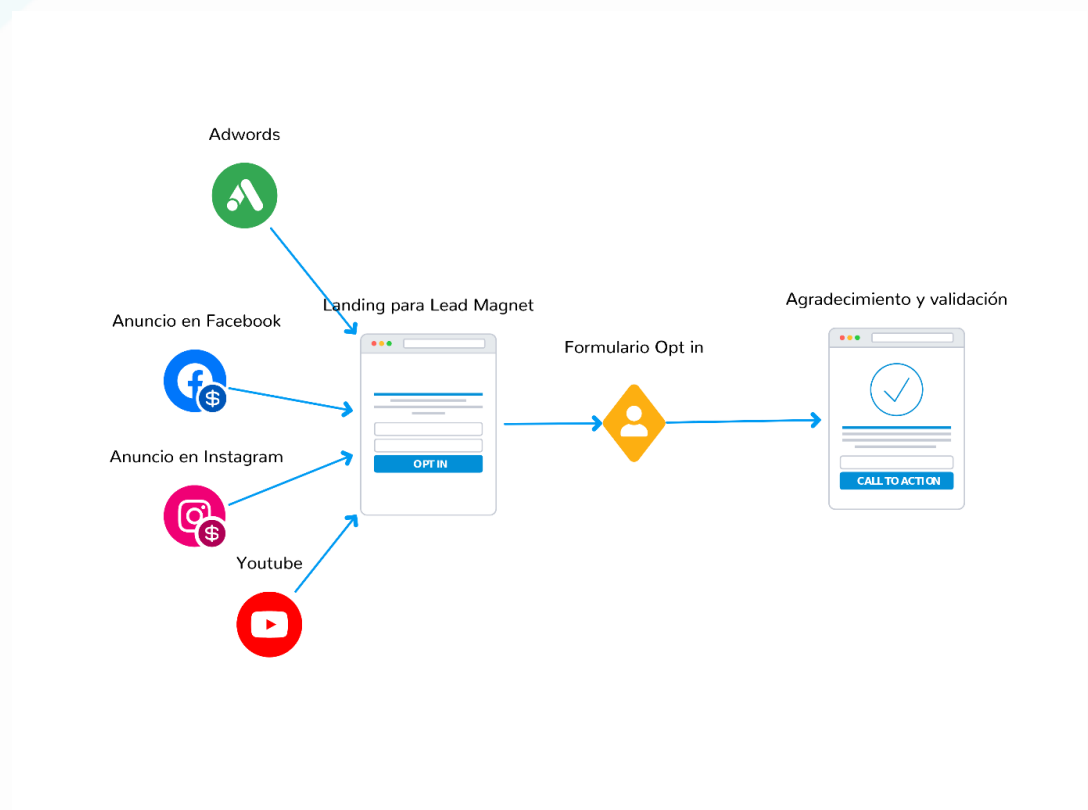 Adwords
Anuncio en Facebook
$
Anuncio en Instagram
$
Youtube
Landing para Lead Magnet
OPT IN
Formulario Opt in
Agradecimiento y validación
CALL TO ACTION